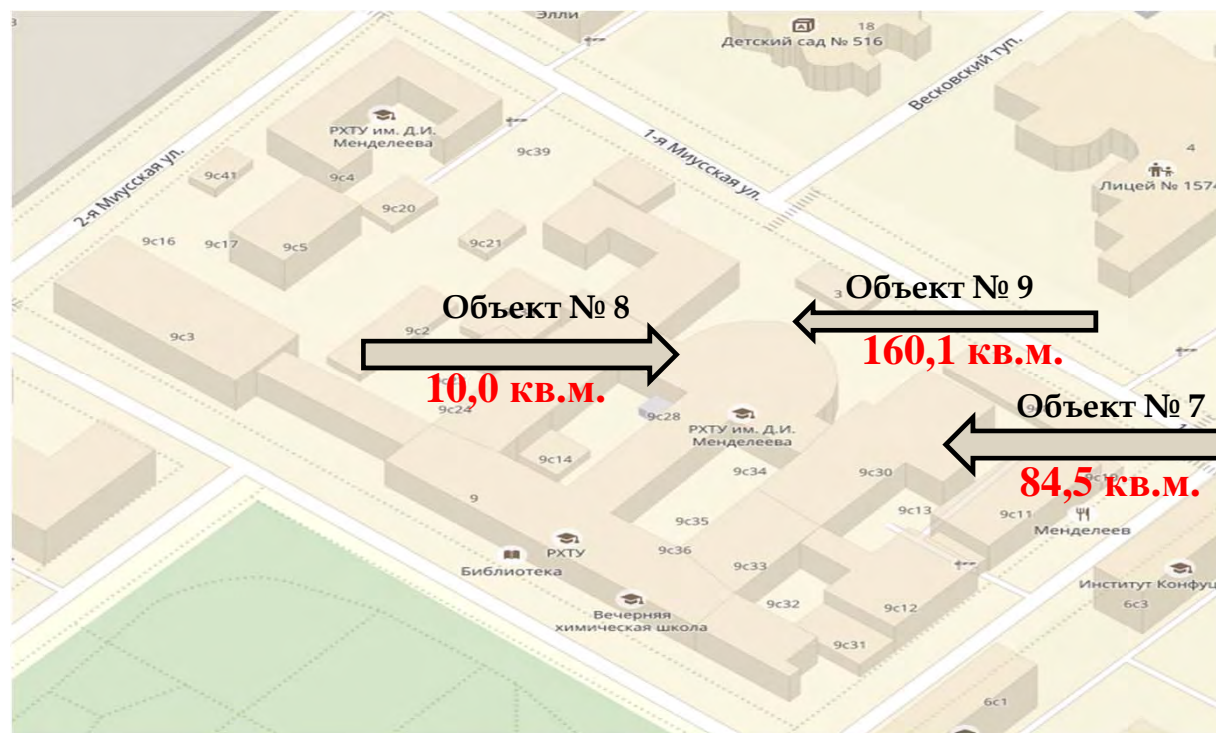 Элли
18
Детский сад № 516
Весковский туп.
РХТУ им. Д.И.
Менделеева
1-я Миусская ул.
4
Лицей № 1574
2-я Миусская ул.
9с39
9с41
9с4
9с20
9с16
9с17
9с5
9с21
Объект № 8
10,0 кв.м.
Объект № 9
160,1 кв.м.
3
9с3
9с2
9с24
Объект № 7
84,5 кв.м.
9с28
РХТУ им. Д.И.
Менделеева
9с14
9с34
9с30
9
9с13
9с11
9с10
Менделеев
9с35
9с36
9с33
РХТУ
Библиотека
Вечерняя
химическая школа
9с32
9с12
9с31
Институт Конфуц
6с3
6с1